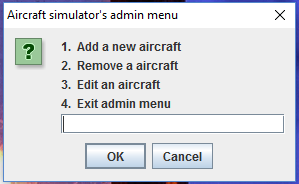 Aircraft simulator's admin menu
?
1. Add a new aircraft
2. Remove a aircraft
3. Edit an aircraft
4. Exit admin menu
OK
Cancel